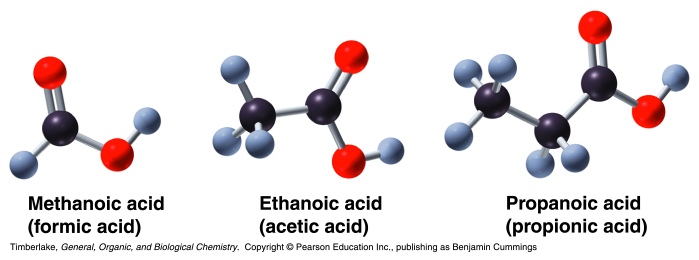 Methanoic acid
(formic acid)
Ethanoic acid
(acetic acid)
Propanoic acid
(propionic acid)
Timberlake, General, Organic, and Biological Chemistry. Copyright © Pearson Education Inc., publishing as Benjamin Cummings